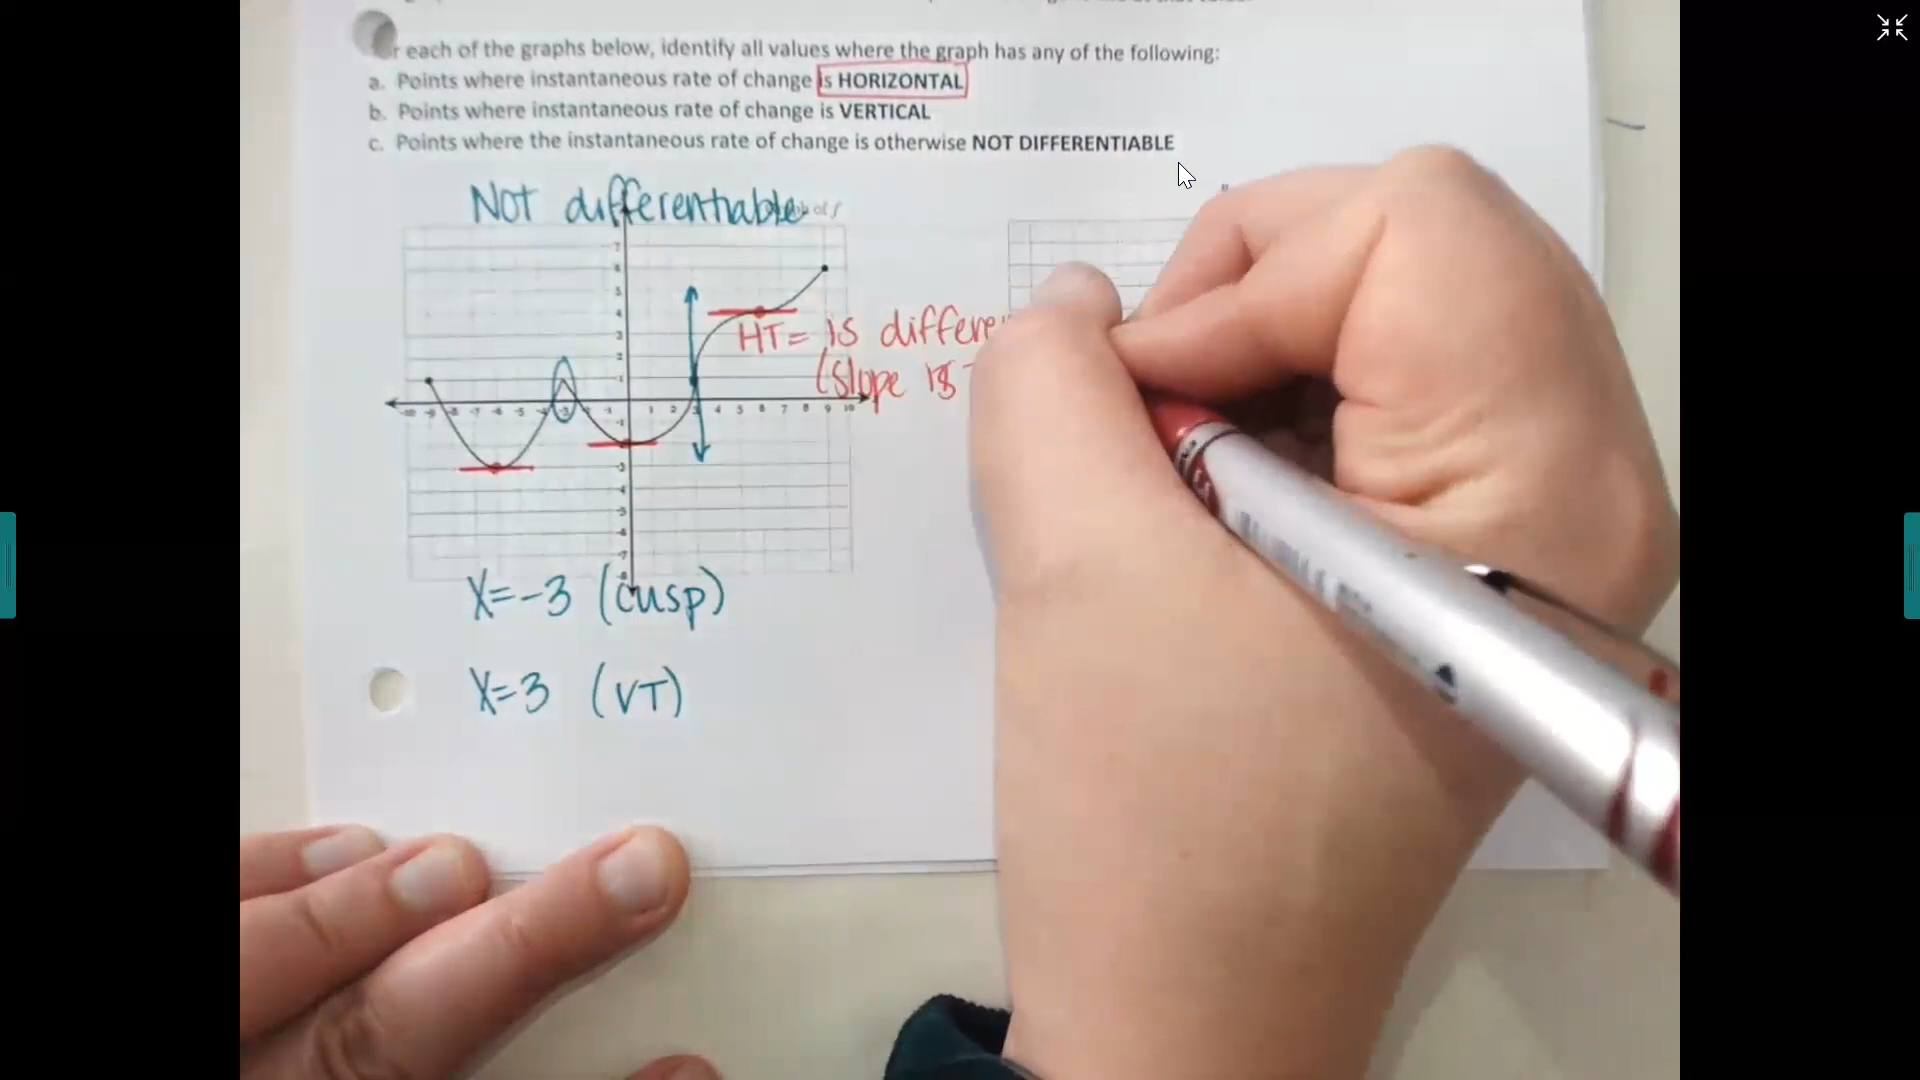 r each of the graphs below, identify all values where the graph has any of the following:
a. Points where instantaneous rate of change is HORIZONTAL
b. Points where instantaneous rate of change is VERTICAL
c. Points where the instantaneous rate of change is otherwise NOT DIFFERENTIABLE
Not differentiable
of f
HT= is differe
(slope is
X=-3 (cusp)
X=3 (VT)